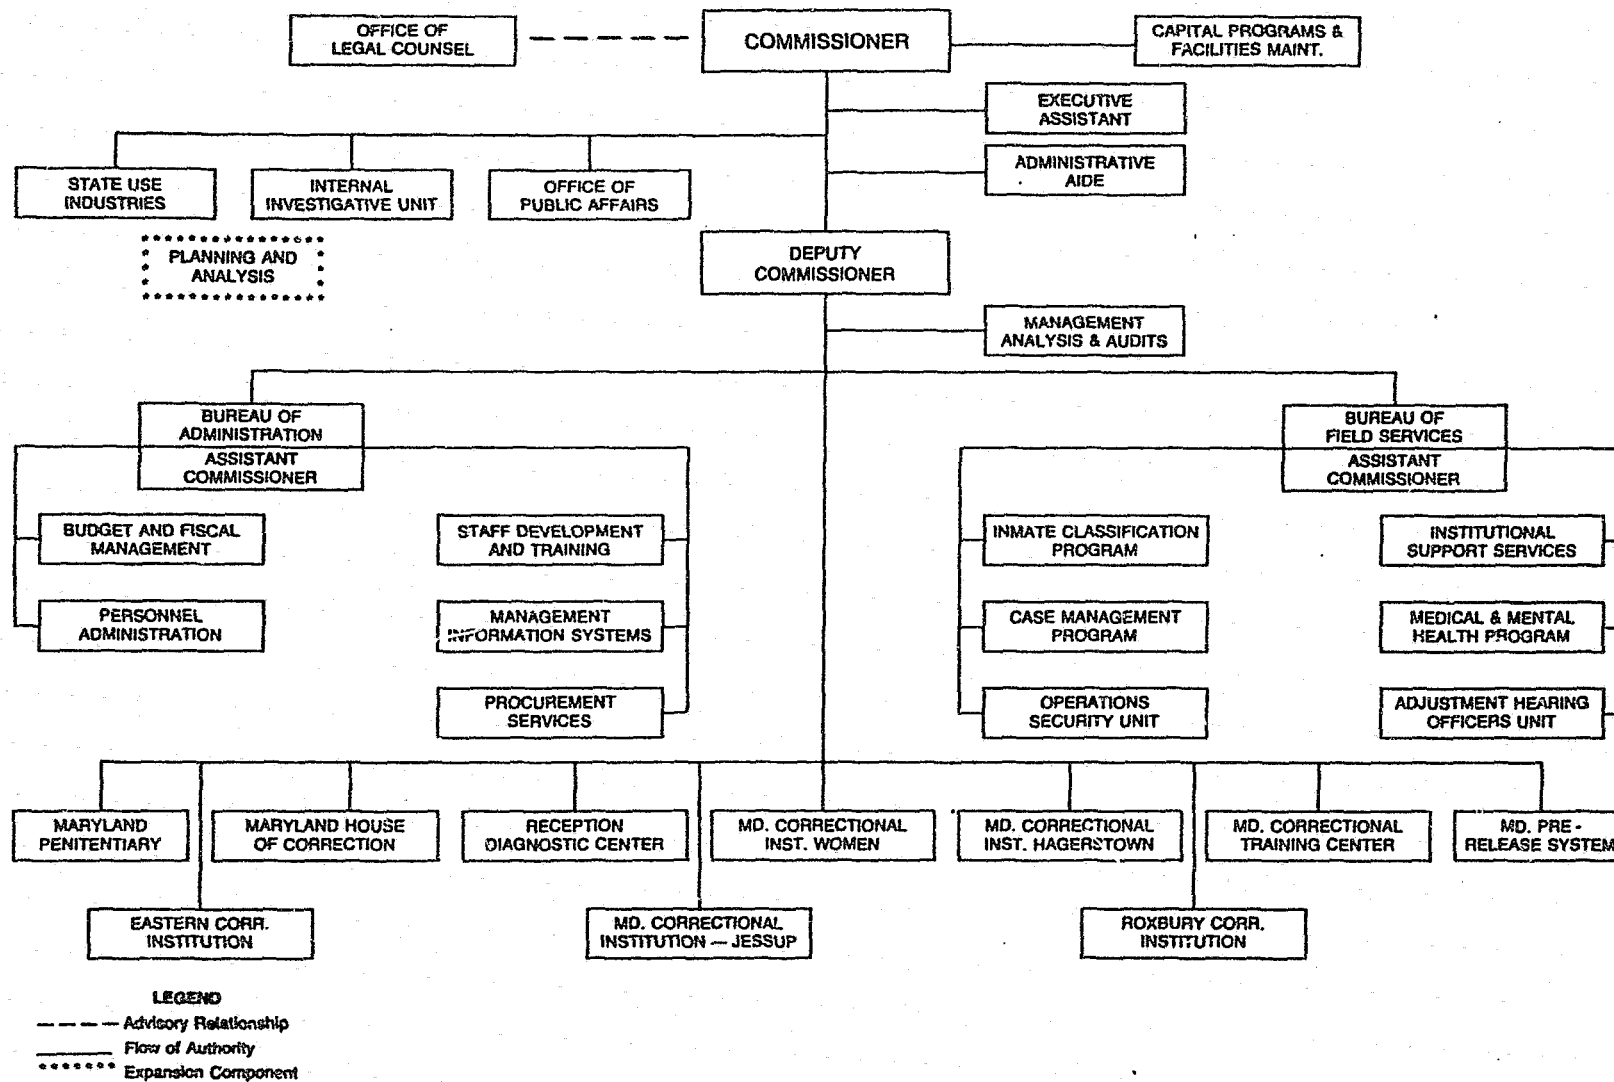 OFFICE OF
LEGAL COUNSEL
COMMISSIONER
CAPITAL PROGRAMS &
FACILITIES MAINT.
EXECUTIVE
ASSISTANT
ADMINISTRATIVE
AIDE
STATE USE
INDUSTRIES
INTERNAL
INVESTIGATIVE UNIT
OFFICE OF
PUBLIC AFFAIRS
PLANNING AND
ANALYSIS
DEPUTY
COMMISSIONER
MANAGEMENT
ANALYSIS & AUDITS
BUREAU OF
ADMINISTRATION
ASSISTANT
COMMISSIONER
BUREAU OF
FIELD SERVICES
ASSISTANT
COMMISSIONER
BUDGET AND FISCAL
MANAGEMENT
STAFF DEVELOPMENT
AND TRAINING
INMATE CLASSIFICATION
PROGRAM
INSTITUTIONAL
SUPPORT SERVICES
PERSONNEL
ADMINISTRATION
MANAGEMENT
INFORMATION SYSTEMS
CASE MANAGEMENT
PROGRAM
MEDICAL & MENTAL
HEALTH PROGRAM
PROCUREMENT
SERVICES
OPERATIONS
SECURITY UNIT
ADJUSTMENT HEARING
OFFICERS UNIT
MARYLAND
PENITENTIARY
MARYLAND HOUSE
OF CORRECTION
RECEPTION
DIAGNOSTIC CENTER
MD. CORRECTIONAL
INST. WOMEN
MD. CORRECTIONAL
INST. HAGERSTOWN
MD. CORRECTIONAL
TRAINING CENTER
MD. PRE -
RELEASE SYSTEM
EASTERN CORR.
INSTITUTION
MD. CORRECTIONAL
INSTITUTION — JESSUP
ROXBURY CORR.
INSTITUTION
LEGEND
Advisory Relationship
Flow of Authority
Expansion Component